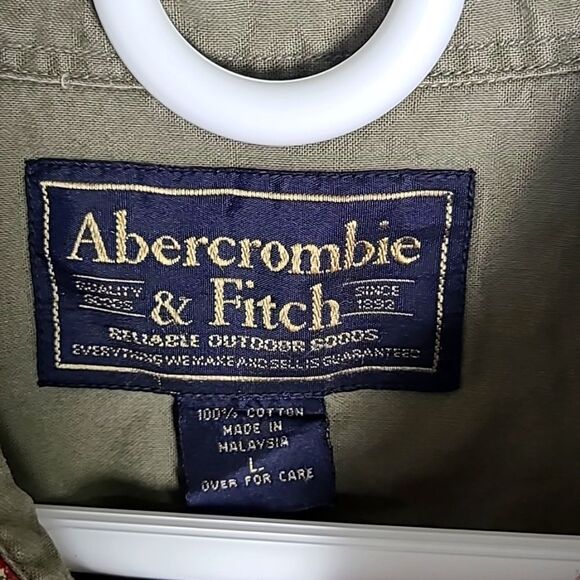 Abercrombie
QUALITY GOODS & Fitch SINCE 1892
RELIABLE OUTDOOR GOODS
EVERYTHING WE MAKE AND SELL IS GUARANTEED
100% COTTON
MADE IN
MALAYSIA
L
OVER FOR CARE